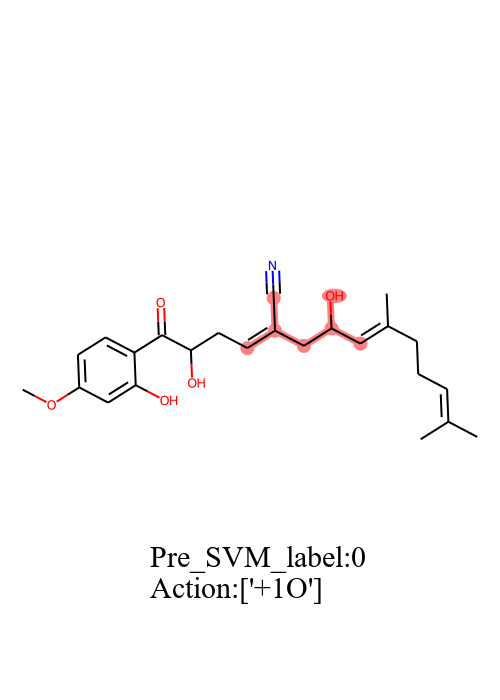 N
OH
O
OH
OH
O
Pre_SVM_label:0
Action:['+1O']